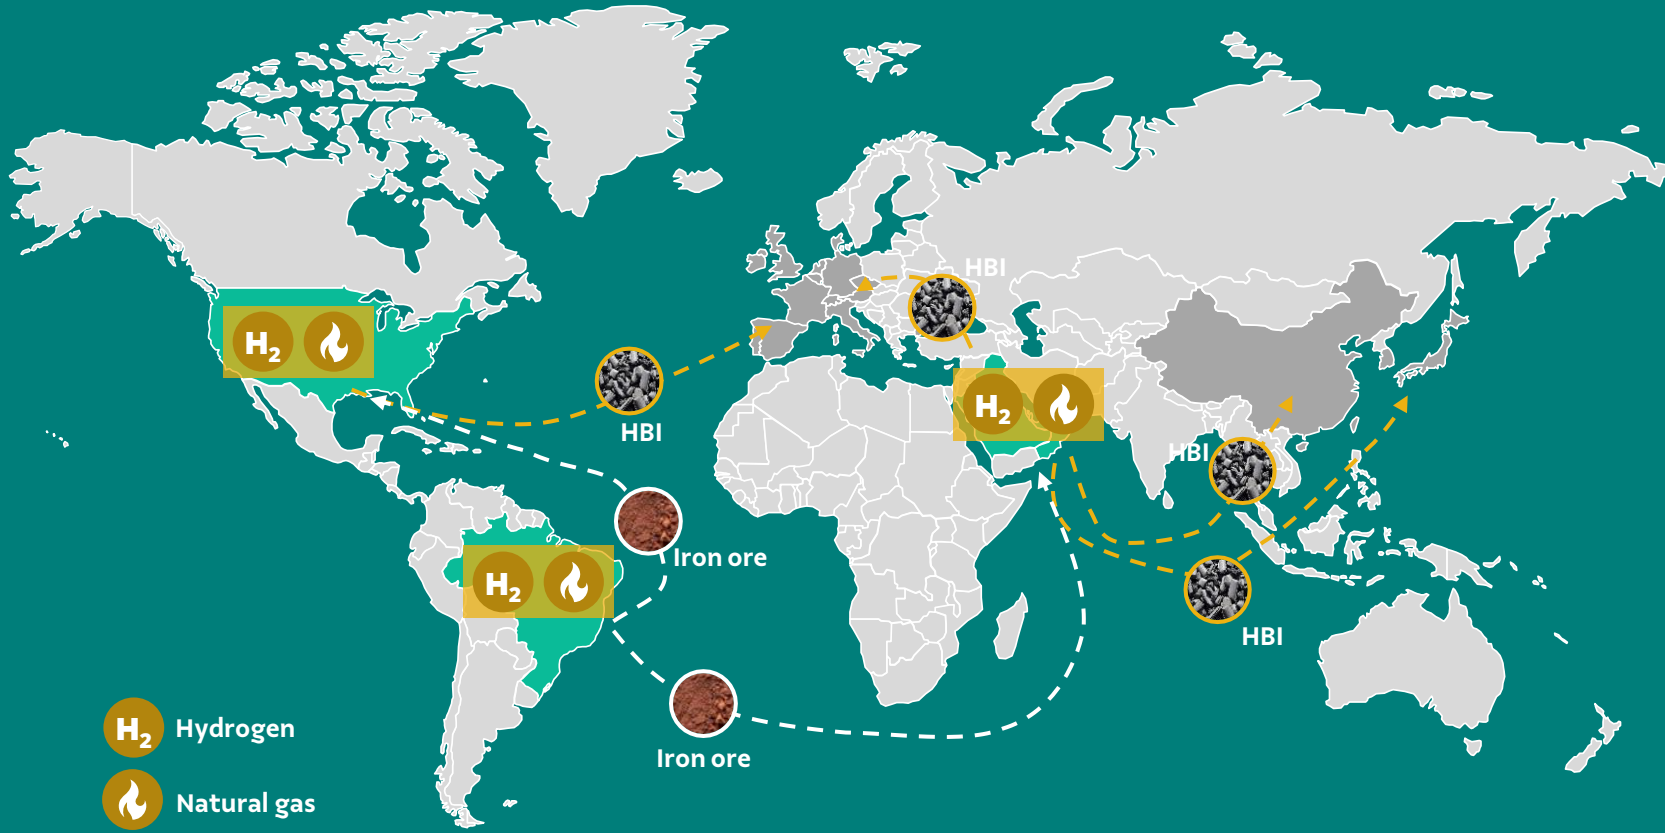 HBI
H₂
HBI
H₂
HBI
Iron ore
H₂
HBI
Iron ore
H₂ Hydrogen
Natural gas